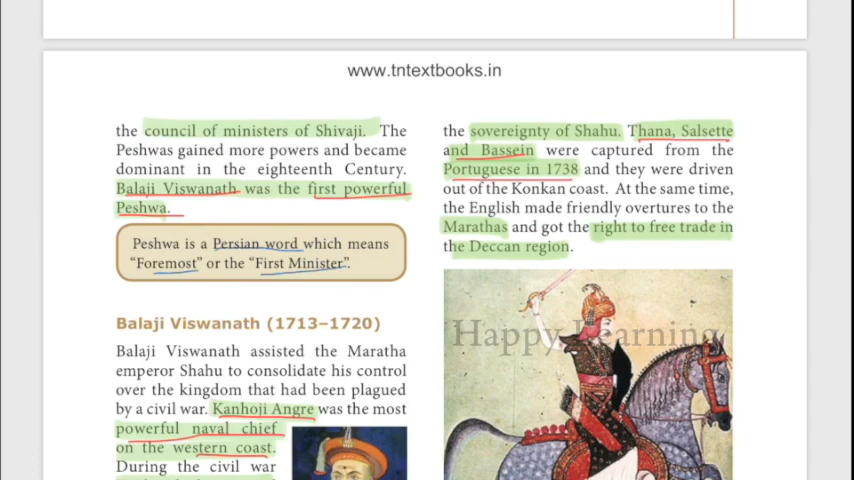 www.tntextbooks.in
the council of ministers of Shivaji. The
Peshwas gained more powers and became
dominant in the eighteenth Century.
Balaji Viswanath was the first powerful
Peshwa.
Peshwa is a Persian word which means
“Foremost” or the “First Minister”.
Balaji Viswanath (1713–1720)
Balaji Viswanath assisted the Maratha
emperor Shahu to consolidate his control
over the kingdom that had been plagued
by a civil war. Kanhoji Angre was the most
powerful naval chief
on the western coast.
During the civil war
the sovereignty of Shahu. Thana, Salsette
and Bassein were captured from the
Portuguese in 1738 and they were driven
out of the Konkan coast. At the same time,
the English made friendly overtures to the
Marathas and got the right to free trade in
the Deccan region.
Happy Learning